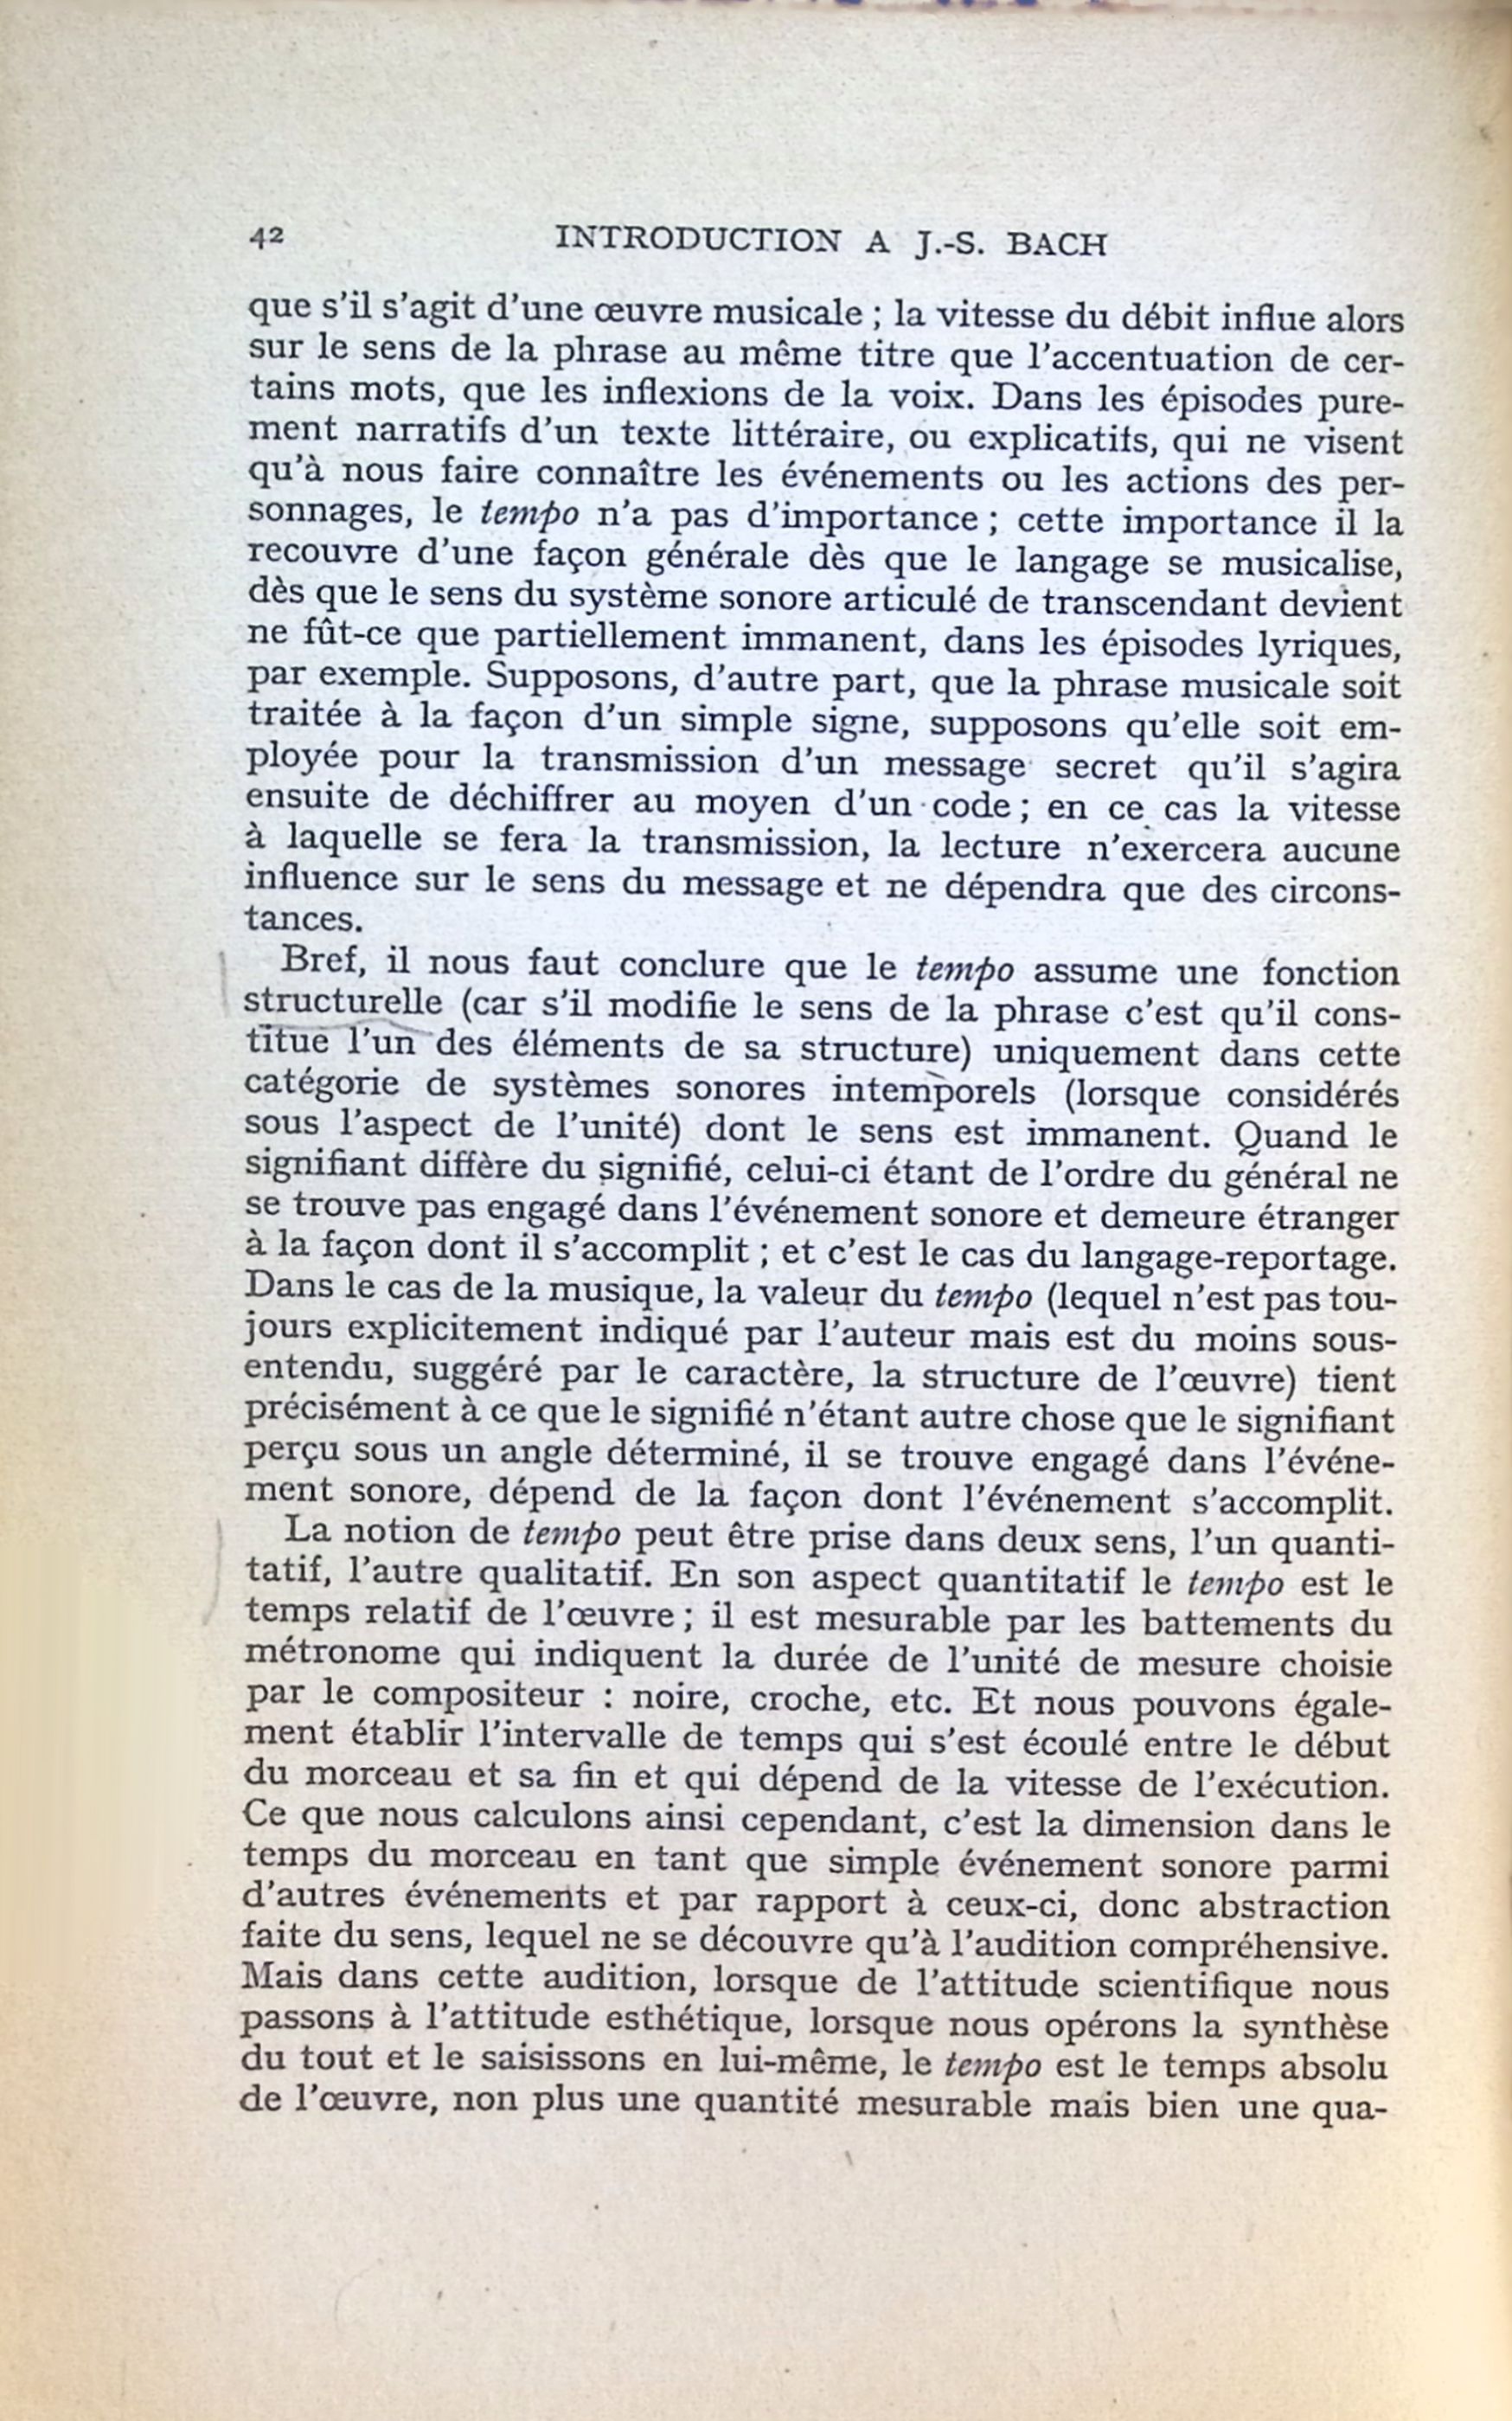 42 INTRODUCTION A J.-S. BACH
que s'il s'agit d'une œuvre musicale ; la vitesse du débit influe alors
sur le sens de la phrase au même titre que l'accentuation de cer-
tains mots, que les inflexions de la voix. Dans les épisodes pure-
ment narratifs d'un texte littéraire, ou explicatifs, qui ne visent
qu'à nous faire connaître les événements ou les actions des per-
sonnages, le tempo n'a pas d'importance ; cette importance il la
recouvre d'une façon générale dès que le langage se musicalise,
dès que le sens du système sonore articulé de transcendant devient
ne fût-ce que partiellement immanent, dans les épisodes lyriques,
par exemple. Supposons, d'autre part, que la phrase musicale soit
traitée à la façon d'un simple signe, supposons qu'elle soit em-
ployée pour la transmission d'un message secret qu'il s'agira
ensuite de déchiffrer au moyen d'un code ; en ce cas la vitesse
à laquelle se fera la transmission, la lecture n'exercera aucune
influence sur le sens du message et ne dépendra que des circons-
tances.
Bref, il nous faut conclure que le tempo assume une fonction
structurelle (car s'il modifie le sens de la phrase c'est qu'il cons-
titue l'un des éléments de sa structure) uniquement dans cette
catégorie de systèmes sonores intemporels (lorsque considérés
sous l'aspect de l'unité) dont le sens est immanent. Quand le
signifiant diffère du signifié, celui-ci étant de l'ordre du général ne
se trouve pas engagé dans l'événement sonore et demeure étranger
à la façon dont il s'accomplit ; et c'est le cas du langage-reportage.
Dans le cas de la musique, la valeur du tempo (lequel n'est pas tou-
jours explicitement indiqué par l'auteur mais est du moins sous-
entendu, suggéré par le caractère, la structure de l'œuvre) tient
précisément à ce que le signifié n'étant autre chose que le signifiant
perçu sous un angle déterminé, il se trouve engagé dans l'événe-
ment sonore, dépend de la façon dont l'événement s'accomplit.
La notion de tempo peut être prise dans deux sens, l'un quanti-
tatif, l'autre qualitatif. En son aspect quantitatif le tempo est le
temps relatif de l'œuvre ; il est mesurable par les battements du
métronome qui indiquent la durée de l'unité de mesure choisie
par le compositeur : noire, croche, etc. Et nous pouvons égale-
ment établir l'intervalle de temps qui s'est écoulé entre le début
du morceau et sa fin et qui dépend de la vitesse de l'exécution.
Ce que nous calculons ainsi cependant, c'est la dimension dans le
temps du morceau en tant que simple événement sonore parmi
d'autres événements et par rapport à ceux-ci, donc abstraction
faite du sens, lequel ne se découvre qu'à l'audition compréhensive.
Mais dans cette audition, lorsque de l'attitude scientifique nous
passons à l'attitude esthétique, lorsque nous opérons la synthèse
du tout et le saisissons en lui-même, le tempo est le temps absolu
de l'œuvre, non plus une quantité mesurable mais bien une qua-